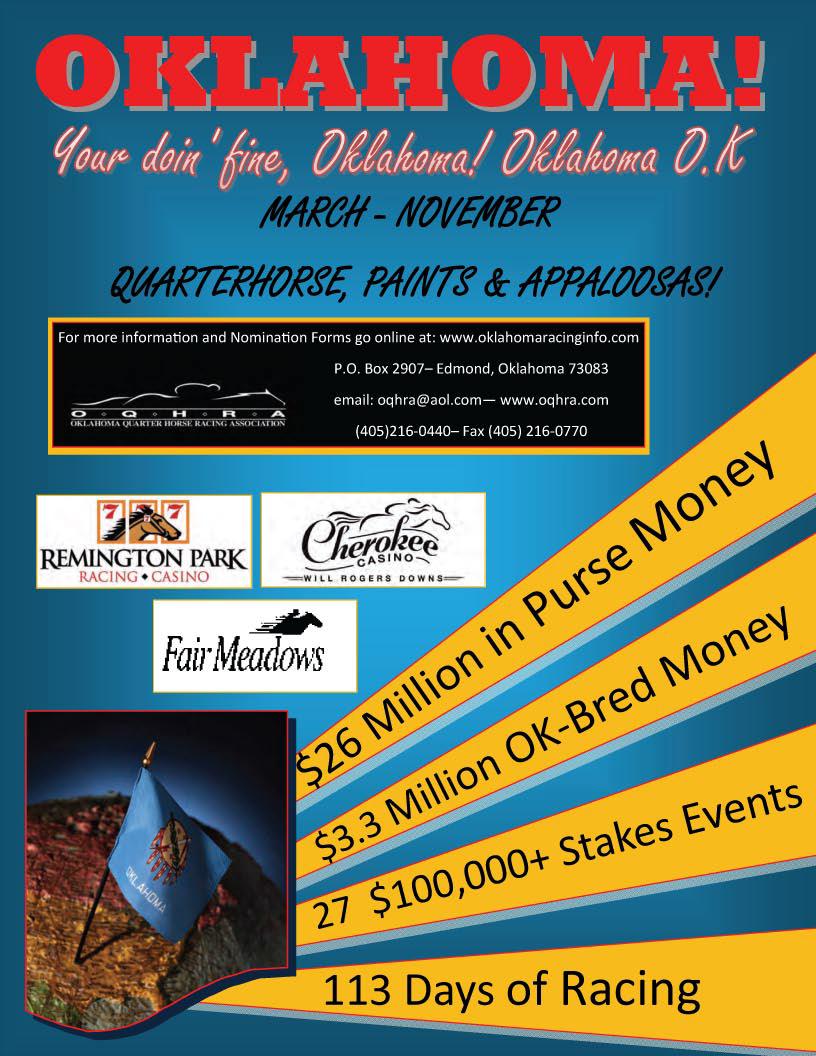 OKLAHOMA!
Your doin' fine, Oklahoma! Oklahoma O.K
MARCH – NOVEMBER
QUARTERHORSE, PAINTS & APPALOOSAS!
For more information and Nomination Forms go online at: www.oklahomaracinginfo.com
P.O. Box 2907– Edmond, Oklahoma 73083
email: oqhra@aol.com— www.oqhra.com
(405)216-0440– Fax (405) 216-0770
O Q H R A
OKLAHOMA QUARTER HORSE RACING ASSOCIATION
7 7 7
REMINGTON PARK
RACING ♦ CASINO
Cherokee
CASINO
WILL ROGERS DOWNS
Fair Meadows
$26 Million in Purse Money
$3.3 Million OK-Bred Money
27 $100,000+ Stakes Events
113 Days of Racing
OKLAHOMA